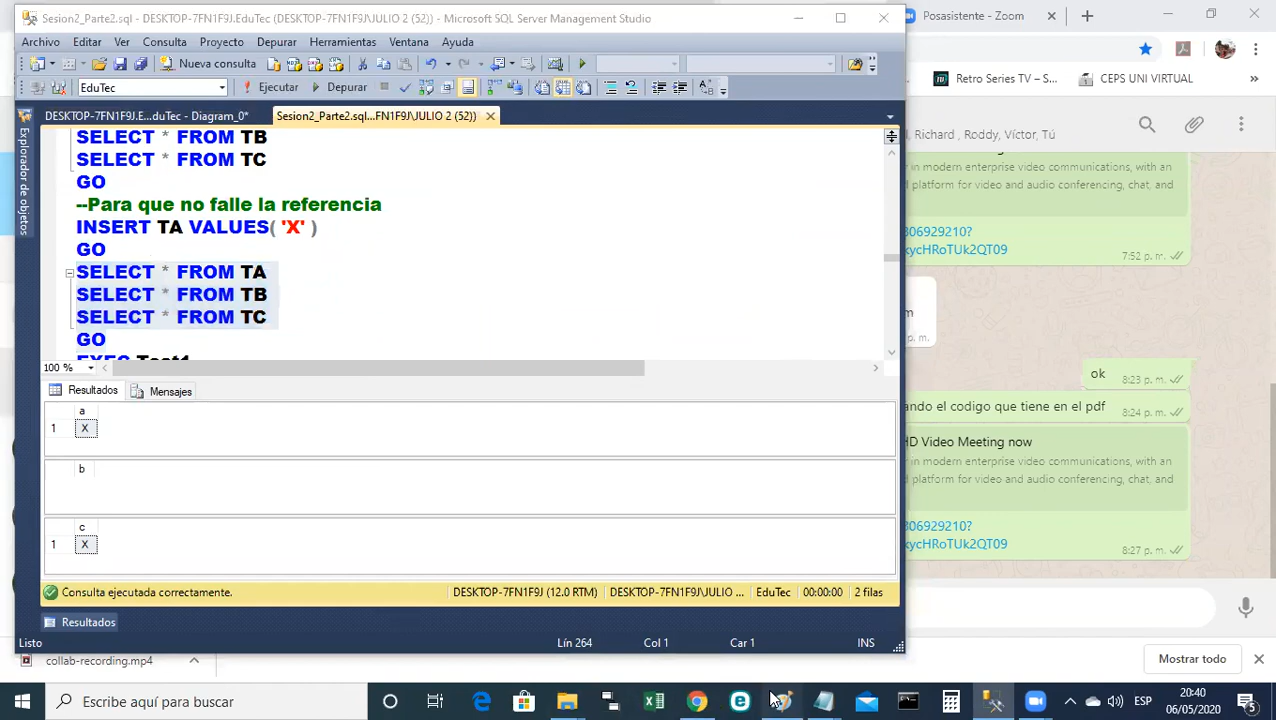 Sesion2_Parte2.sql - DESKTOP-7FN1F9J.EduTec (DESKTOP-7FN1F9J\JULIO 2 (52))* - Microsoft SQL Server Management Studio
Archivo Editar Ver Consulta Proyecto Depurar Herramientas Ventana Ayuda
Nueva consulta
EduTec Ejecutar Depurar
DESKTOP-7FN1F9J.E...duTec - Diagram_0*
Sesion2_Parte2.sql...FN1F9J\JULIO 2 (52))*
Explorador de objetos
SELECT * FROM TB
SELECT * FROM TC
GO
--Para que no falle la referencia
INSERT TA VALUES( 'X' )
GO
SELECT * FROM TA
SELECT * FROM TB
SELECT * FROM TC
GO
EXEC Test1
100 %
Resultados Mensajes
a
1 X
b
c
1 X
Consulta ejecutada correctamente. DESKTOP-7FN1F9J (12.0 RTM) DESKTOP-7FN1F9J\JULIO ... EduTec 00:00:00 2 filas
Resultados
Listo Lín 264 Col 1 Car 1 INS
Posasistente - Zoom
Retro Series TV – S...
CEPS UNI VIRTUAL
, Richard , Roddy, Víctor, Tú
r in modern enterprise video communications, with an
d platform for video and audio conferencing, chat, and
806929210?
kycHRoTUk2QT09
7:52 p. m.
m
p. m.
ok
8:23 p. m.
ando el codigo que tiene en el pdf
8:24 p. m.
HD Video Meeting now
r in modern enterprise video communications, with an
d platform for video and audio conferencing, chat, and
806929210?
kycHRoTUk2QT09
8:27 p. m.
collab-recording.mp4
Mostrar todo
Escribe aquí para buscar
ESP
20:40
06/05/2020
5